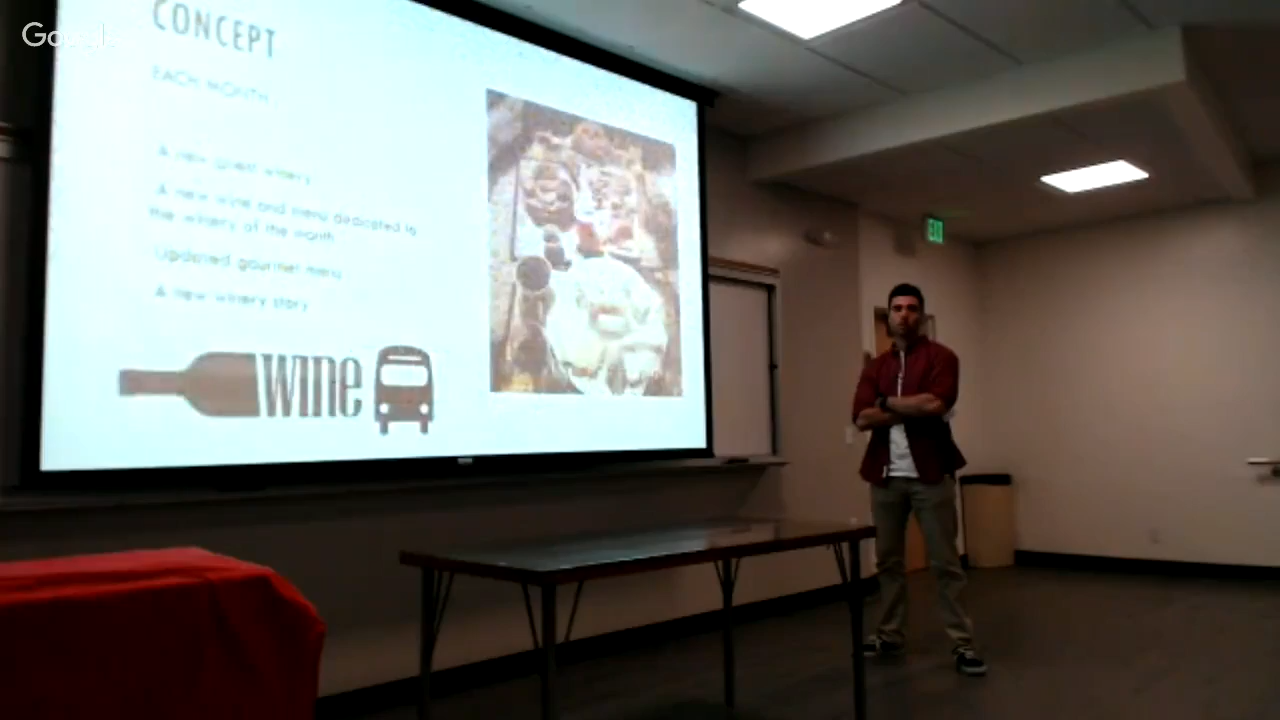 Google
CONCEPT
EACH MONTH:
A new guest winery
A new wine and menu dedicated to
the winery of the month
Updated gourmet menu
A new winery story
wine
EXIT